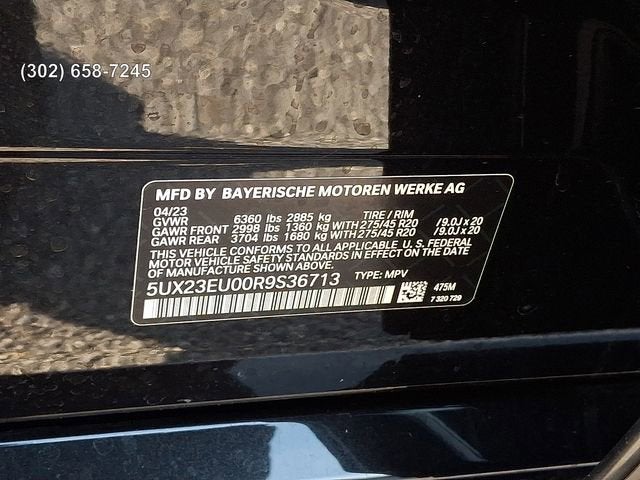 (302) 658-7245
MFD BY BAYERISCHE MOTOREN WERKE AG
04/23
GVWR 6360 lbs 2885 kg TIRE / RIM
GAWR FRONT 2998 lbs 1360 kg WITH 275/45 R20 /9.0J x 20
GAWR REAR 3704 lbs 1680 kg WITH 275/45 R20 /9.0J x 20
THIS VEHICLE CONFORMS TO ALL APPLICABLE U.S. FEDERAL
MOTOR VEHICLE SAFETY STANDARDS IN EFFECT ON THE DATE
OF MANUFACTURE SHOWN ABOVE.
5UX23EU00R9S36713 TYPE: MPV
475M
7 320 729